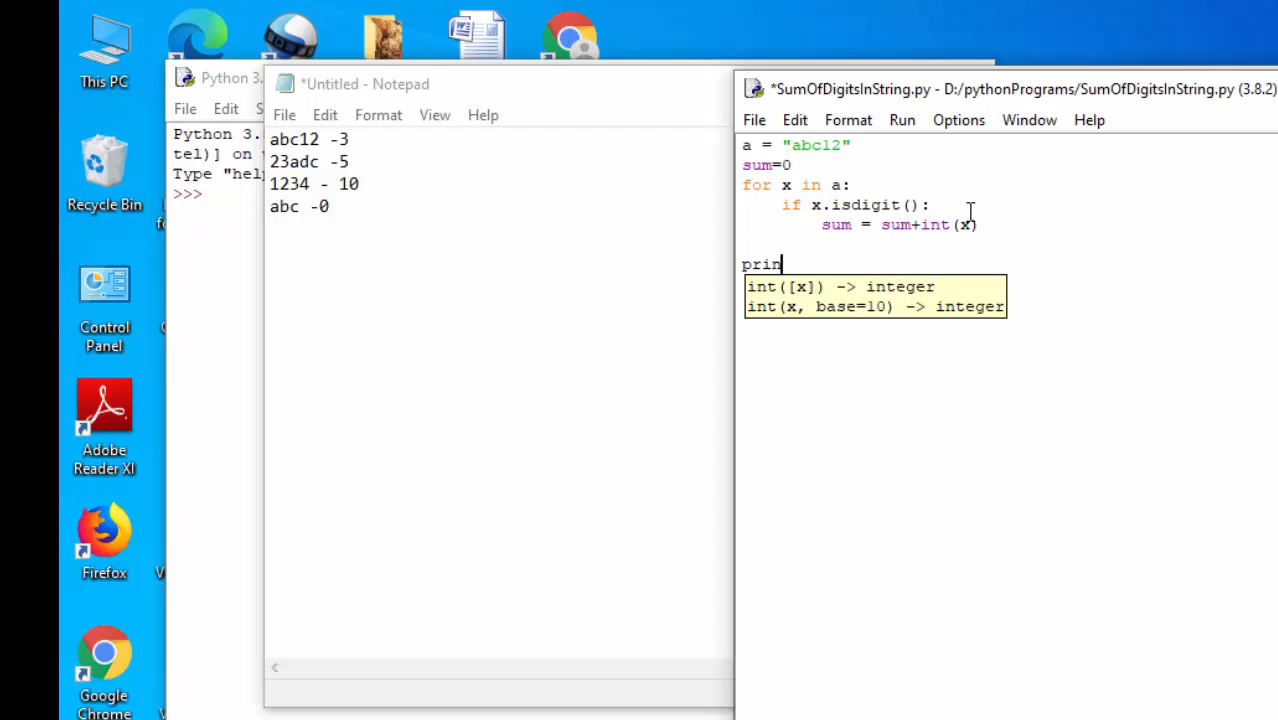 This PC
Recycle Bin
Control
Panel
Adobe
Reader XI
Firefox
Google
Chrome
Python 3.
File Edit S
Python 3.
tel)] on
Type "help
>>>
*Untitled - Notepad
File Edit Format View Help
abc12 -3
23adc -5
1234 - 10
abc -0
*SumOfDigitsInString.py - D:/pythonPrograms/SumOfDigitsInString.py (3.8.2)
File Edit Format Run Options Window Help
a = "abc12"
sum=0
for x in a:
if x.isdigit():
sum = sum+int(x)
prin
int([x]) -> integer
int(x, base=10) -> integer